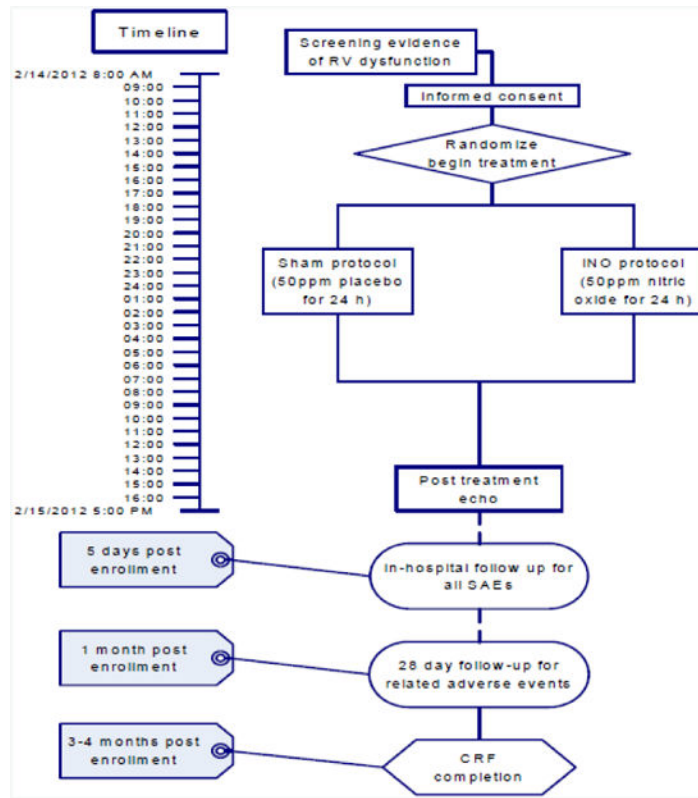 Timeline
2/14/2012 8:00 AM
09:00
10:00
11:00
12:00
13:00
14:00
15:00
16:00
17:00
18:00
19:00
20:00
21:00
22:00
23:00
24:00
01:00
02:00
03:00
04:00
05:00
06:00
07:00
08:00
09:00
10:00
11:00
12:00
13:00
14:00
15:00
16:00
2/15/2012 5:00 PM
Screening evidence
of RV dysfunction
Informed consent
Randomize
begin treatment
Sham protocol
(50ppm placebo
for 24 h)
INO protocol
(50ppm nitric
oxide for 24 h)
Post treatment
echo
5 days post
enrollment
In-hospital follow up for
all SAEs
1 month post
enrollment
28 day follow-up for
related adverse events
3-4 months post
enrollment
CRF
completion